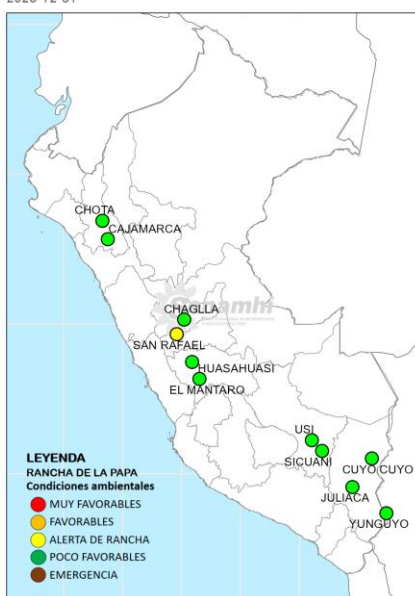 CHOTA
CAJAMARCA
Senamhi
CHAGLLA
SAN RAFAEL
HUASAHUASI
EL MANTARO
USI
SICUANI
CUYO CUYO
JULIACA
YUNGUYO
LEYENDA
RANCHA DE LA PAPA
Condiciones ambientales
MUY FAVORABLES
FAVORABLES
ALERTA DE RANCHA
POCO FAVORABLES
EMERGENCIA